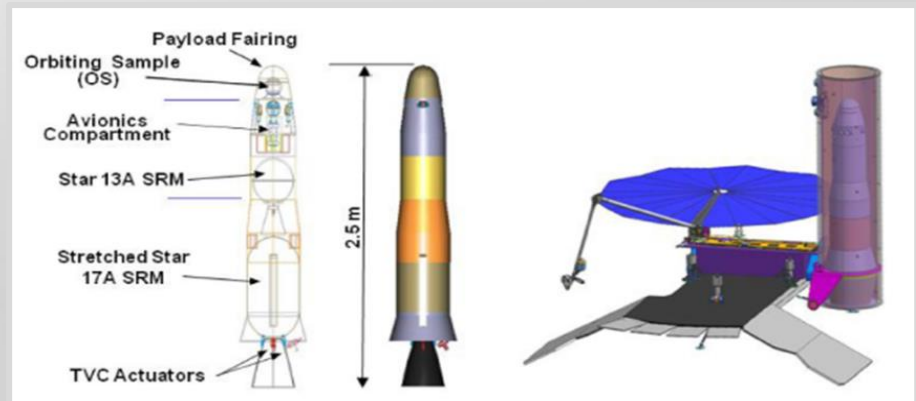 Payload Fairing
Orbiting Sample
(OS)
Avionics
Compartment
Star 13A SRM
Stretched Star
17A SRM
TVC Actuators
2.5 m